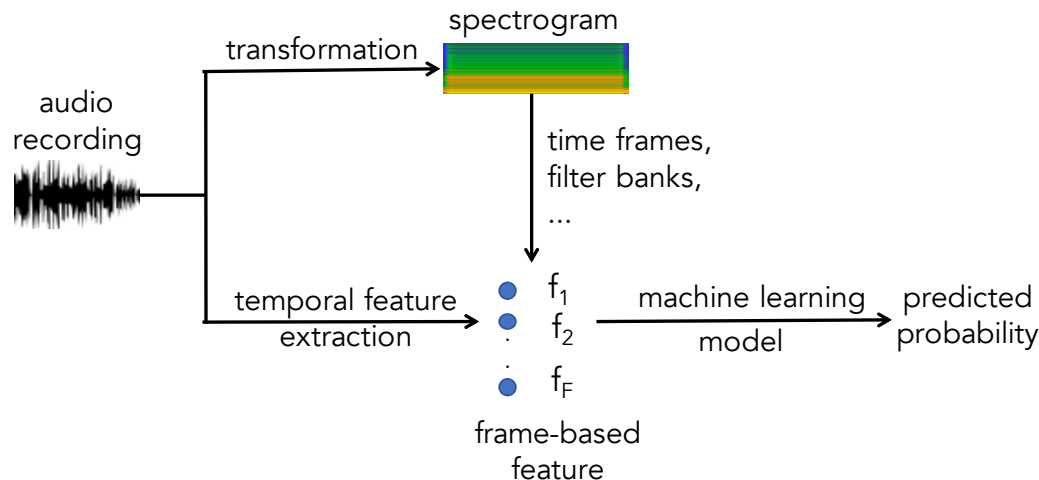 spectrogram
transformation
audio
recording
time frames,
filter banks,
...
temporal feature
extraction
f₁
f₂
.
.
f_F
machine learning
model
predicted
probability
frame-based
feature